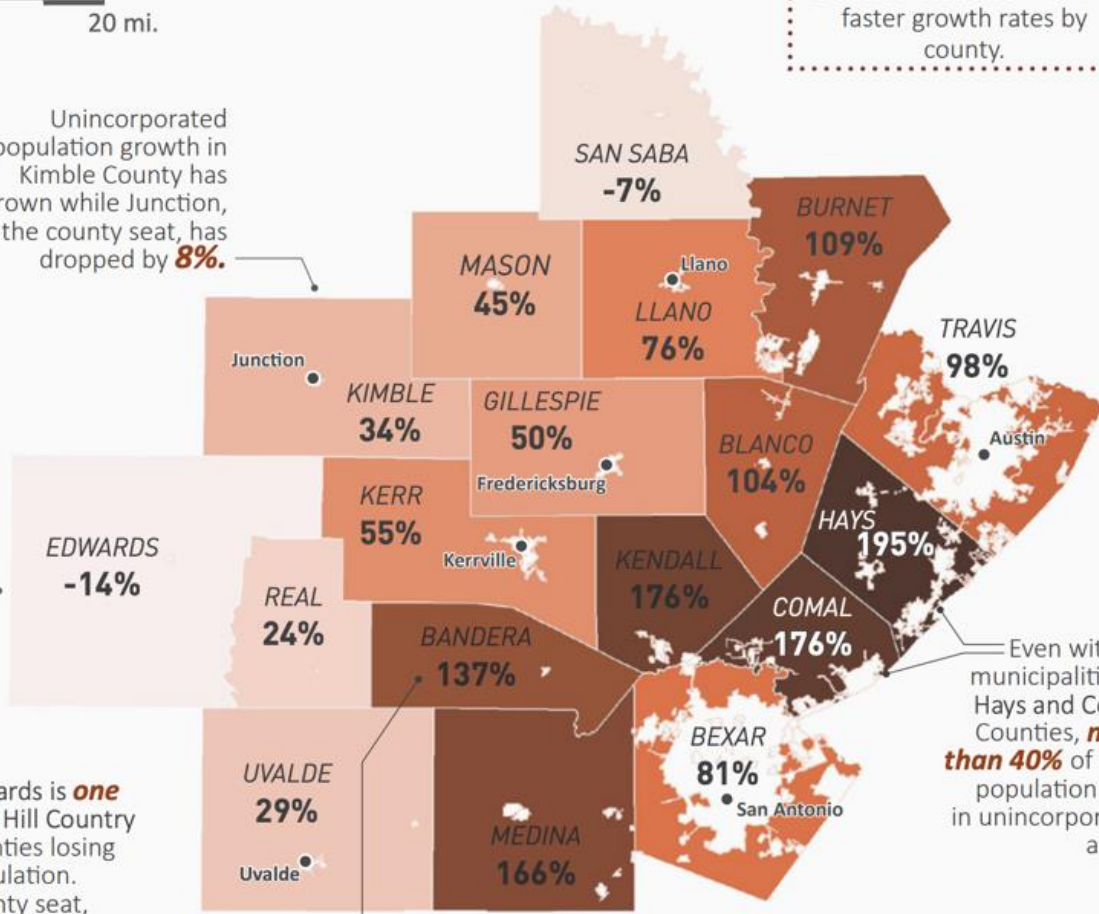 20 mi.
faster growth rates by
county.
Unincorporated
population growth in
Kimble County has
rown while Junction,
the county seat, has
dropped by 8%.
SAN SABA
-7%
BURNET
109%
MASON
45%
Llano
LLANO
76%
TRAVIS
98%
Austin
Junction
KIMBLE
34%
GILLESPIE
50%
Fredericksburg
BLANCO
104%
HAYS
195%
KERR
55%
Kerrville
EDWARDS
-14%
REAL
24%
KENDALL
176%
COMAL
176%
BANDERA
137%
Even wit
municipaliti
Hays and Co
Counties, m
than 40% of
population
in unincorpor
a
BEXAR
81%
San Antonio
UVALDE
29%
Uvalde
MEDINA
166%
ards is one
Hill Country
nties losing
ulation.
nty seat,